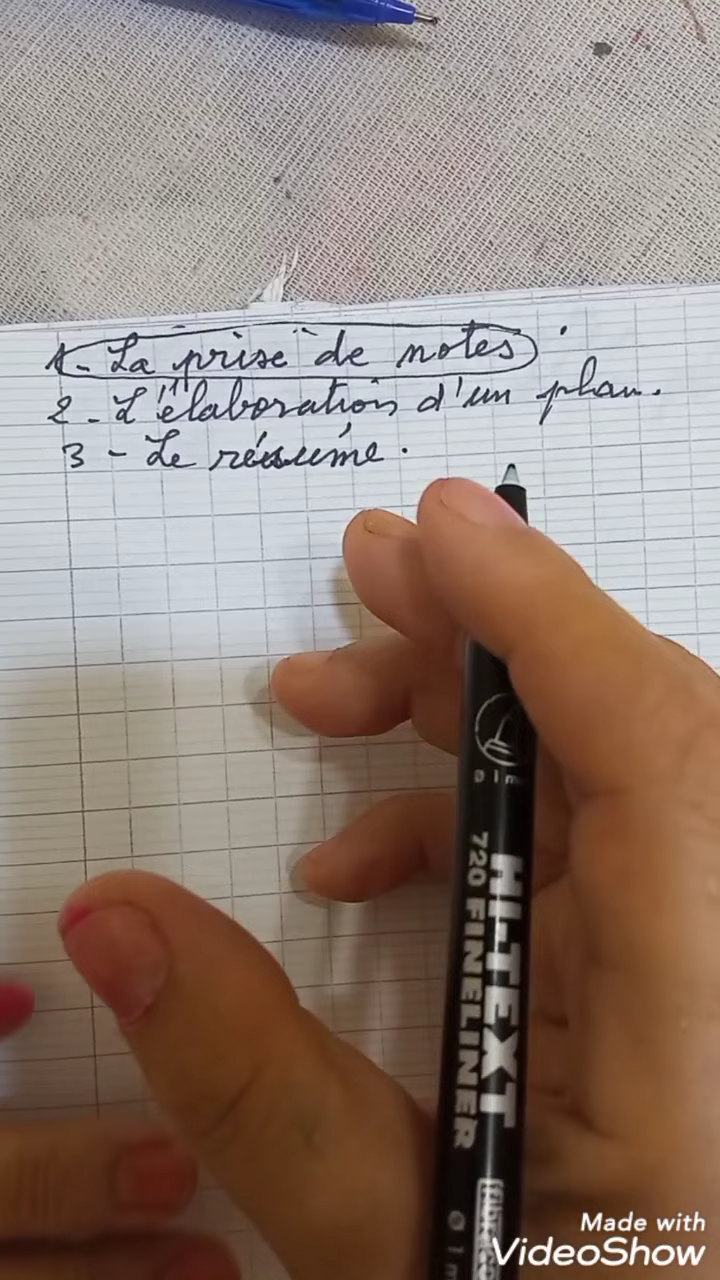 1- La prise de notes.
2- L'élaboration d'un plan.
3 - Le résumé.
HI-TEXT
720 FINELINER
Made with
VideoShow